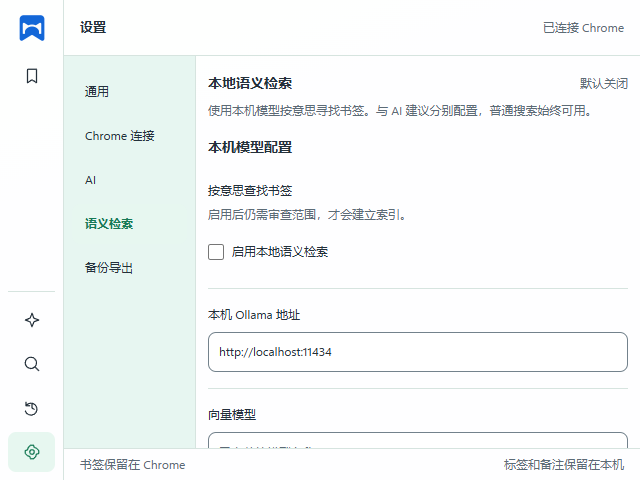 设置
已连接 Chrome
通用
Chrome 连接
AI
语义检索
备份导出
本地语义检索
默认关闭
使用本机模型按意思寻找书签。与 AI 建议分别配置，普通搜索始终可用。
本机模型配置
按意思查找书签
启用后仍需审查范围，才会建立索引。
启用本地语义检索
本机 Ollama 地址
http://localhost:11434
向量模型
书签保留在 Chrome
标签和备注保留在本机